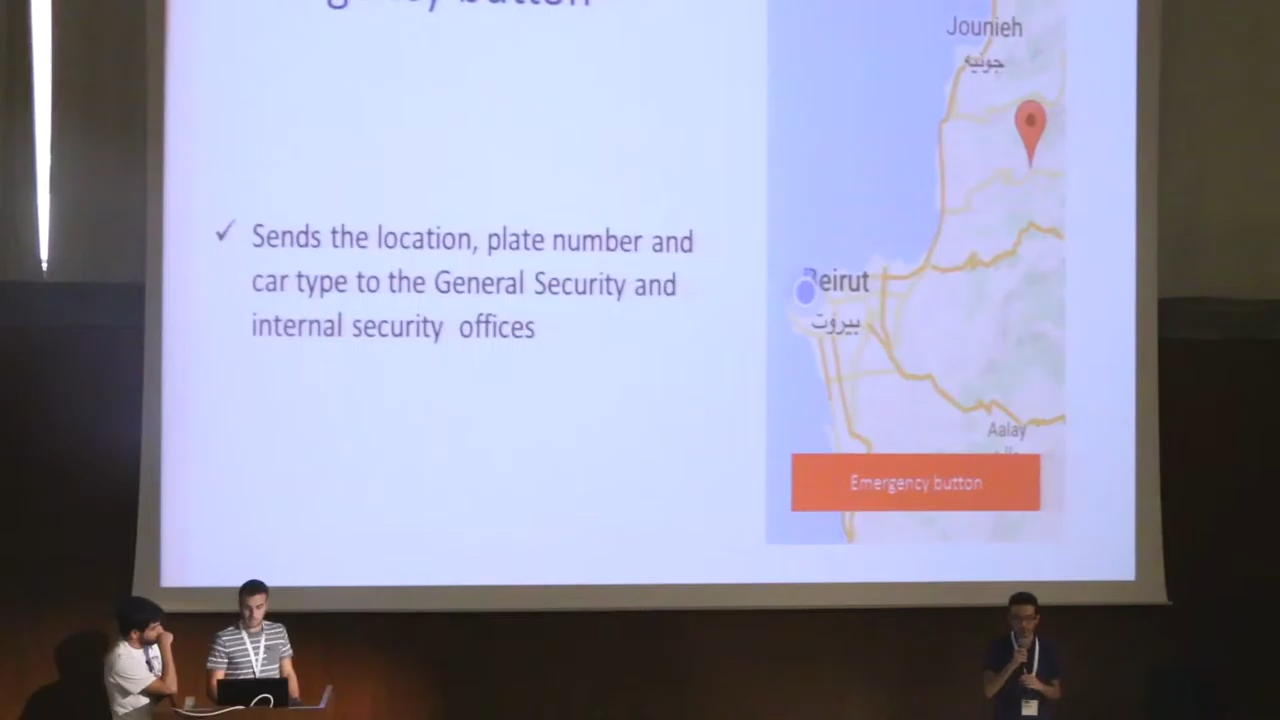 button
Jounieh
جونيه
✓ Sends the location, plate number and
car type to the General Security and
internal security offices
Beirut
بيروت
Aalay
Emergency button